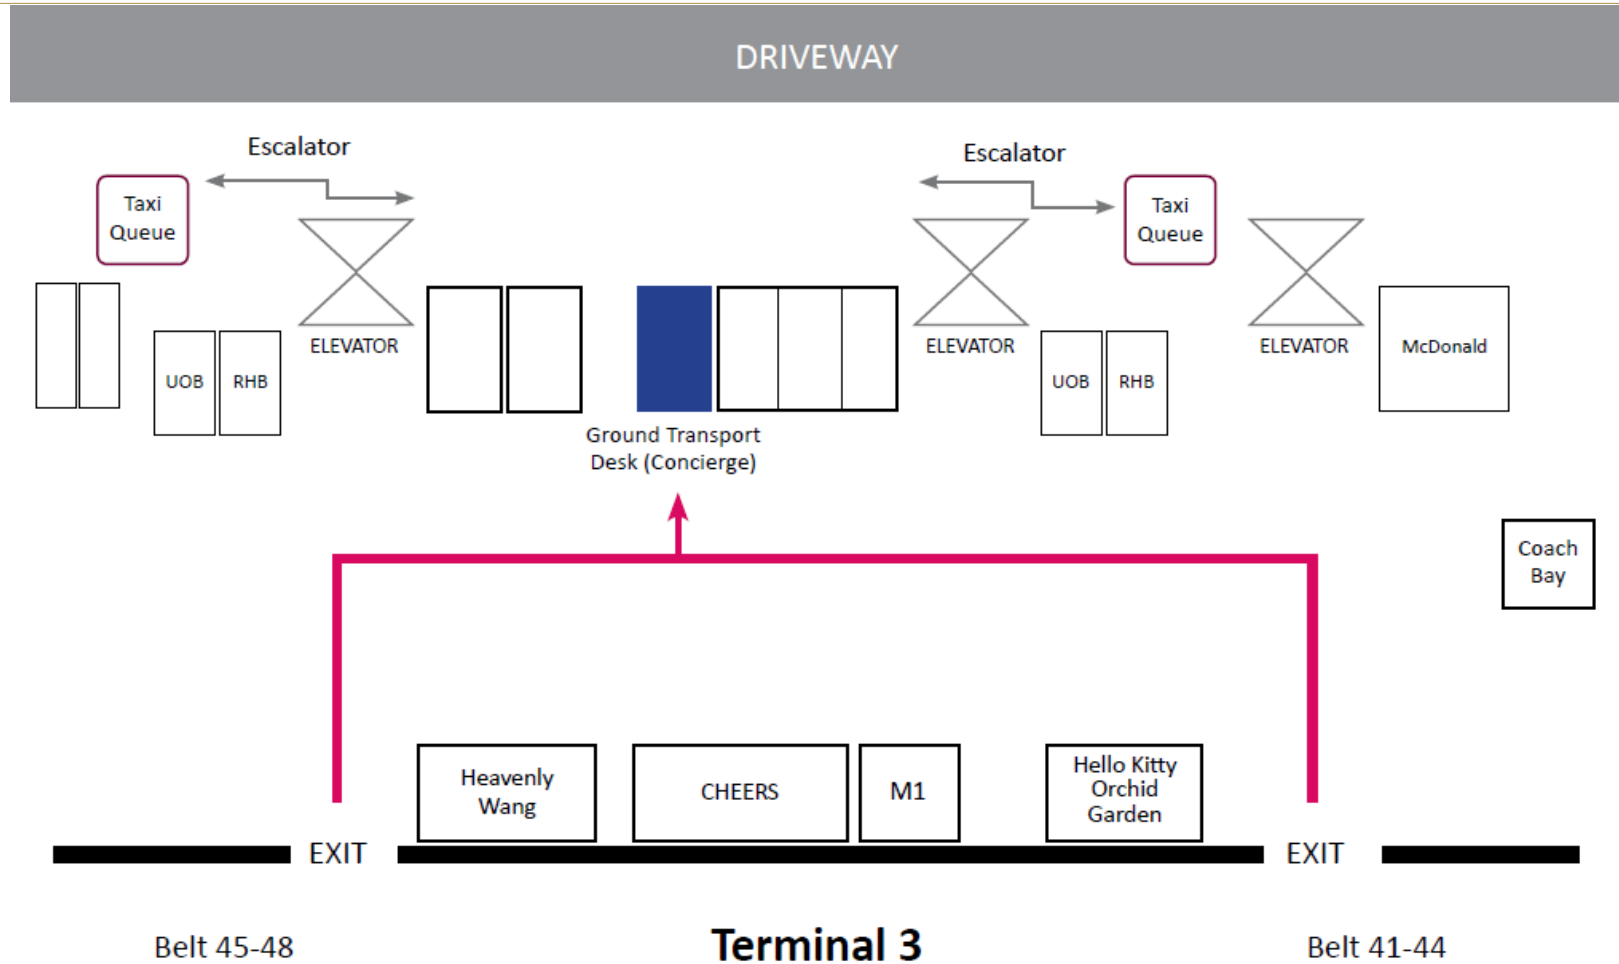 DRIVEWAY
Escalator
Escalator
Taxi
Queue
Taxi
Queue
ELEVATOR
ELEVATOR
ELEVATOR
McDonald
UOB
RHB
UOB
RHB
Ground Transport
Desk (Concierge)
Coach
Bay
Heavenly
Wang
CHEERS
M1
Hello Kitty
Orchid
Garden
EXIT
EXIT
Belt 45-48
Terminal 3
Belt 41-44